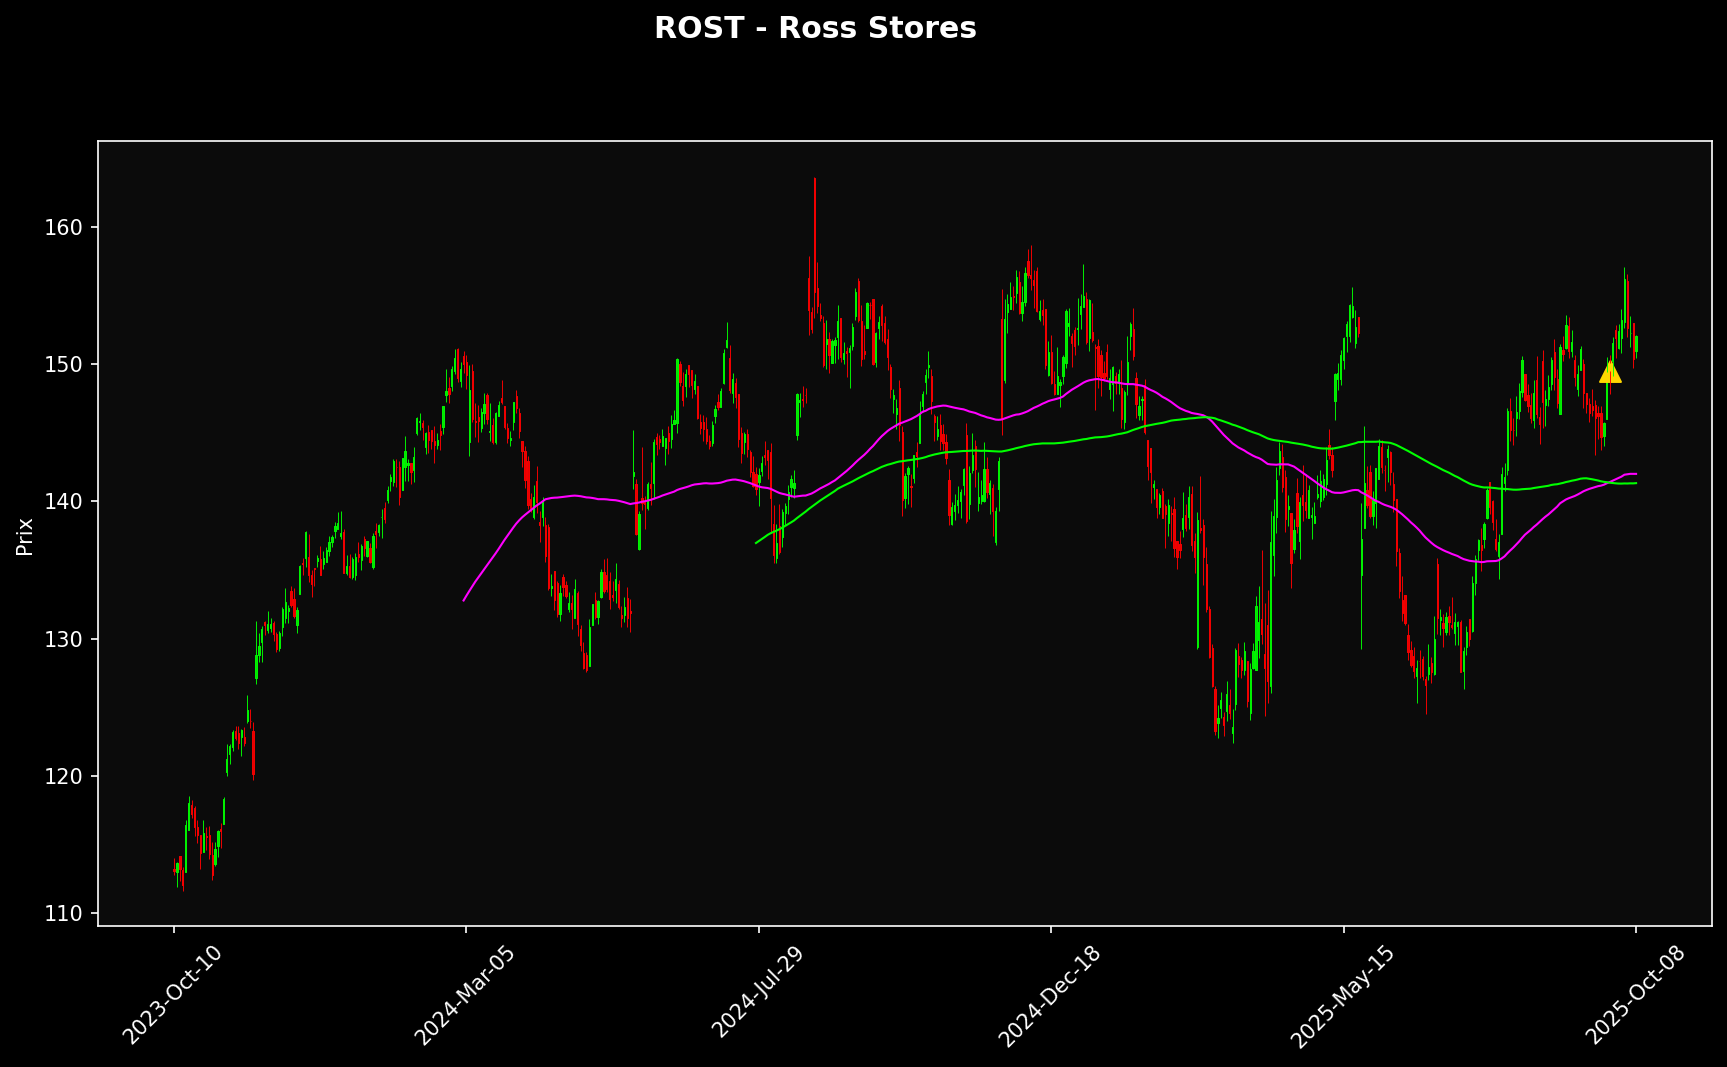 ROST - Ross Stores
Prix
160
150
140
130
120
110
2023-Oct-10
2024-Mar-05
2024-Jul-29
2024-Dec-18
2025-May-15
2025-Oct-08